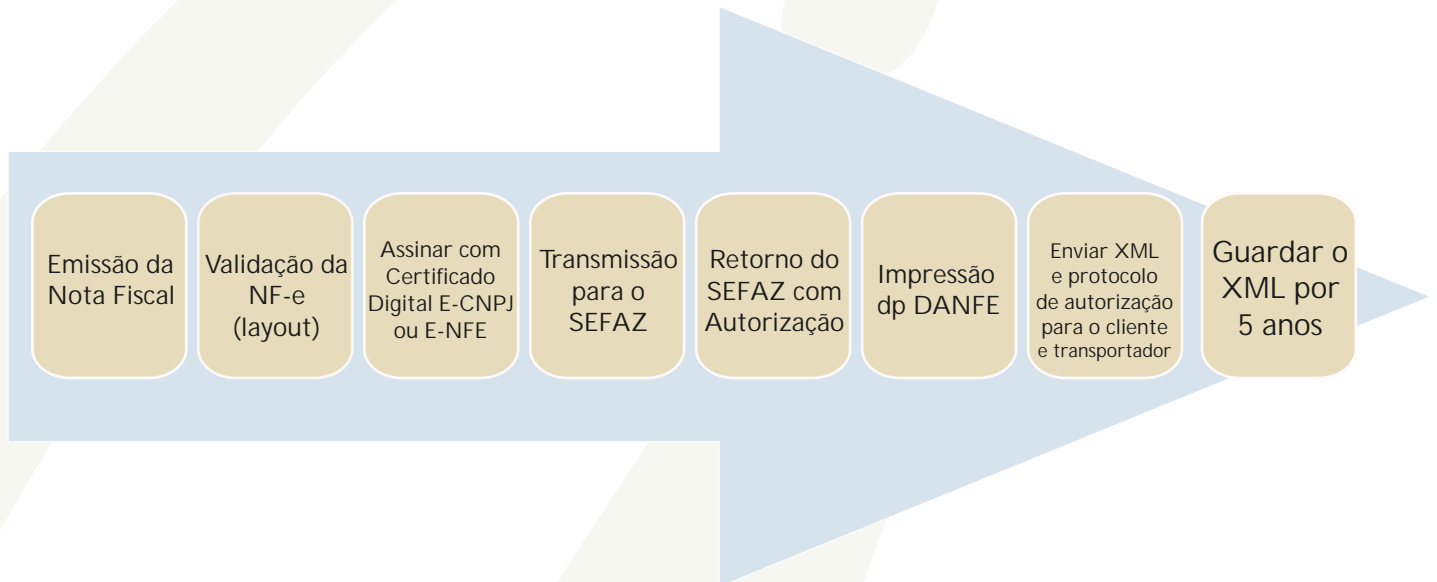 Emissão da
Nota Fiscal
Validação da
NF-e
(layout)
Assinar com
Certificado
Digital E-CNPJ
ou E-NFE
Transmissão
para o
SEFAZ
Retorno do
SEFAZ com
Autorização
Impressão
dp DANFE
Enviar XML
e protocolo
de autorização
para o cliente
e transportador
Guardar o
XML por
5 anos